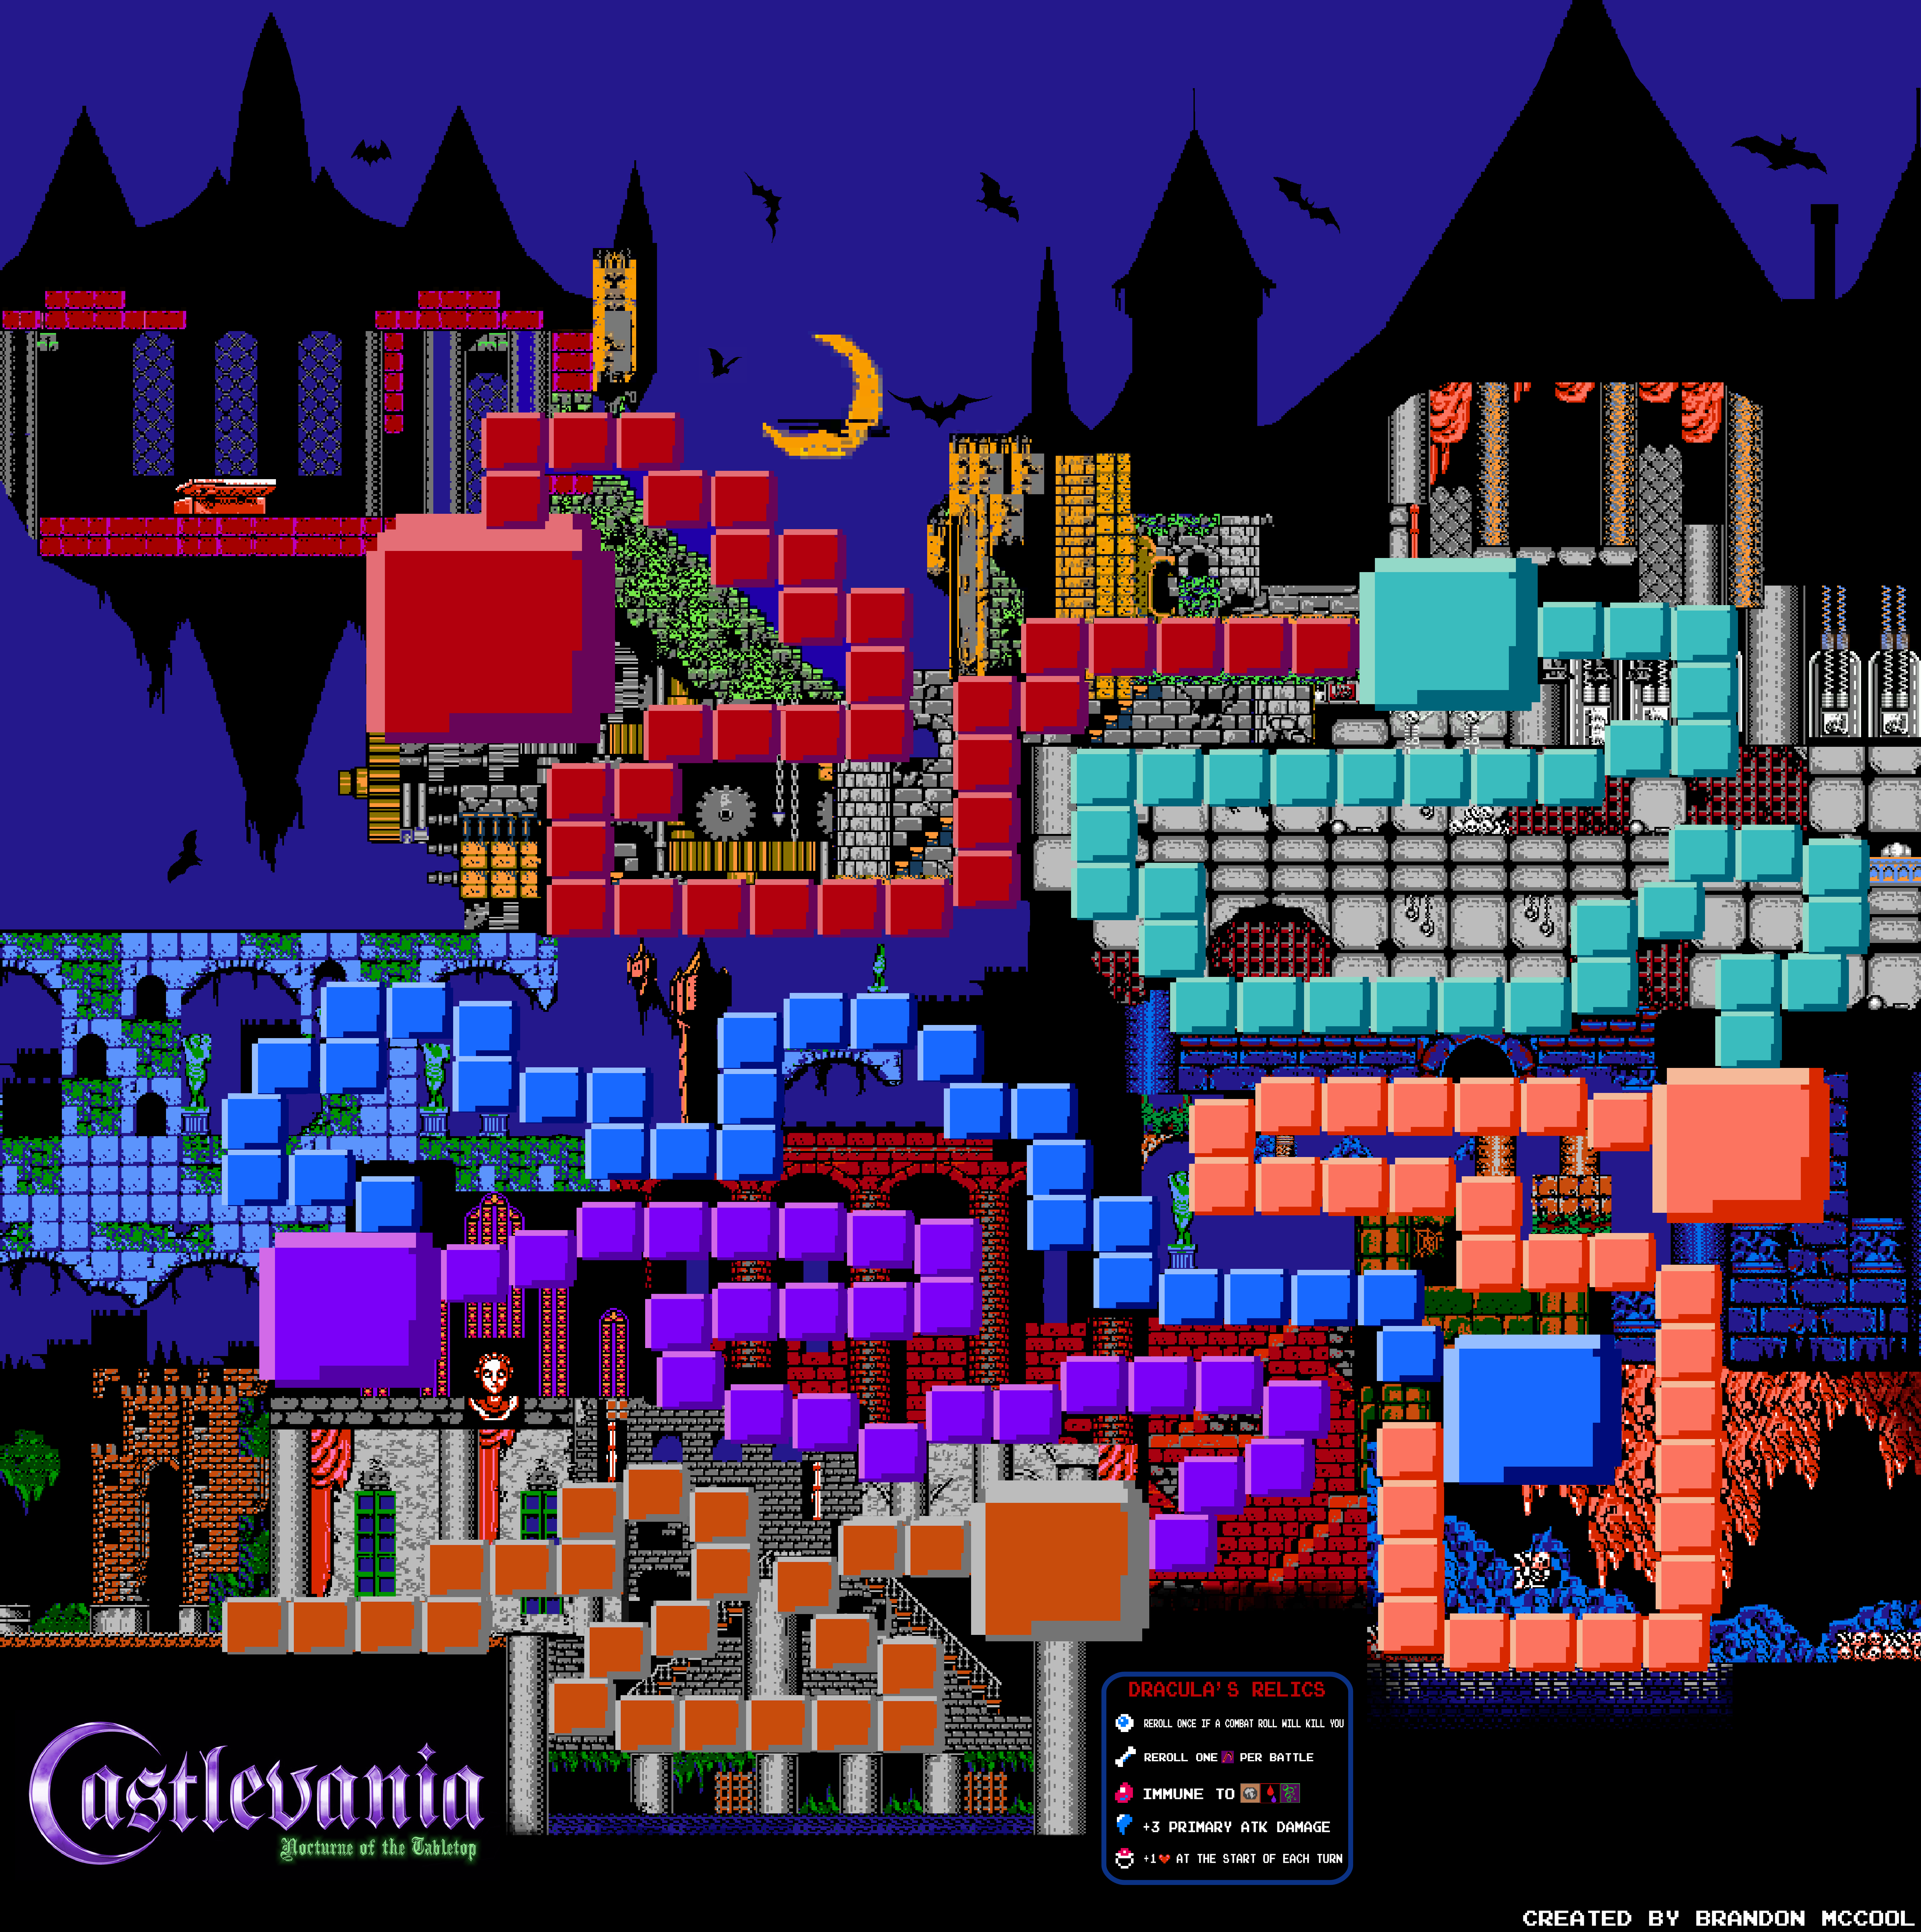 DRACULA'S RELICS
REROLL ONCE IF A COMBAT ROLL WILL KILL YOU
REROLL ONE PER BATTLE
IMMUNE TO
+3 PRIMARY ATK DAMAGE
+1 AT THE START OF EACH TURN
Castlevania
Nocturne of the Tabletop
CREATED BY BRANDON MCCOOL